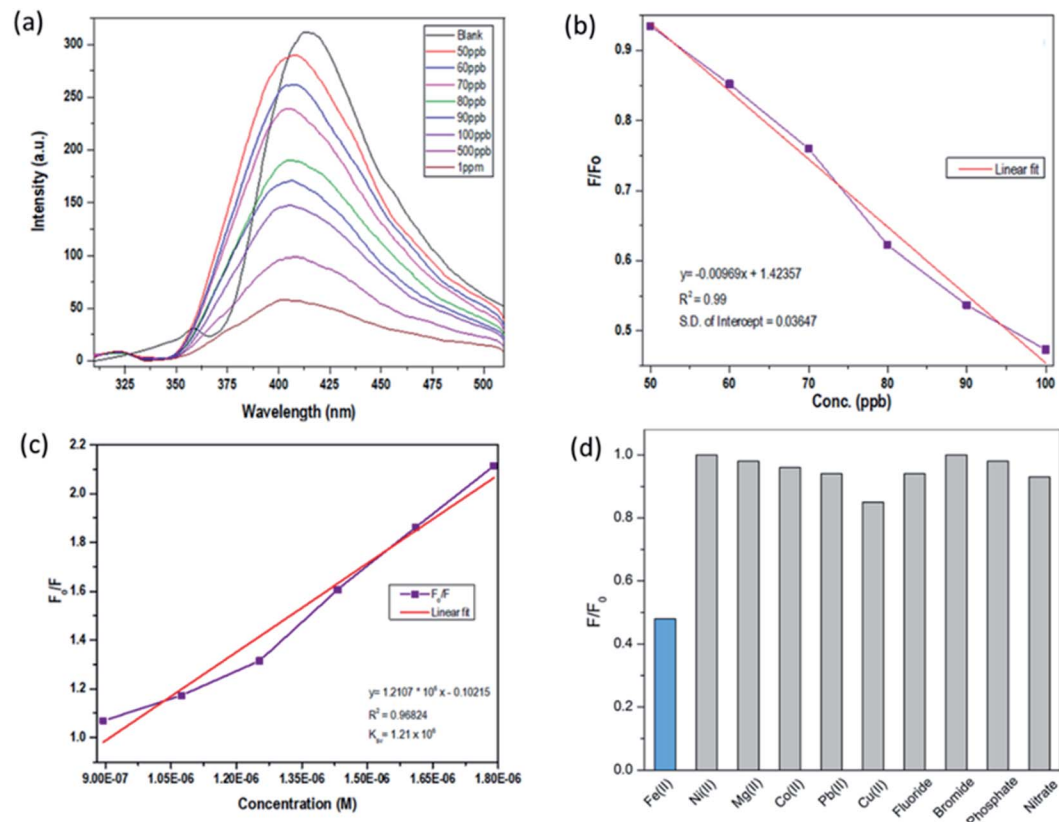 (a)
300
250
200
150
100
50
0
Intensity (a.u.)
325 350 375 400 425 450 475 500
Wavelength (nm)
Blank
50ppb
60ppb
70ppb
80ppb
90ppb
100ppb
500ppb
1ppm
(b)
0.9
0.8
0.7
0.6
0.5
F/Fo
50 60 70 80 90 100
Conc. (ppb)
Linear fit
y= -0.00969x + 1.42357
R² = 0.99
S.D. of Intercept = 0.03647
(c)
2.2
2.0
1.8
1.6
1.4
1.2
1.0
F₀/F
9.00E-07 1.05E-06 1.20E-06 1.35E-06 1.50E-06 1.65E-06 1.80E-06
Concentration (M)
F₀/F
Linear fit
y= 1.2107 * 10⁶ x - 0.10215
R² = 0.96824
Kₛᵥ= 1.21 x 10⁶
(d)
1.0
0.8
0.6
0.4
0.2
0.0
F/F₀
Fe(II) Ni(II) Mg(II) Co(II) Pb(II) Cu(II) Fluoride Bromide Phosphate Nitrate